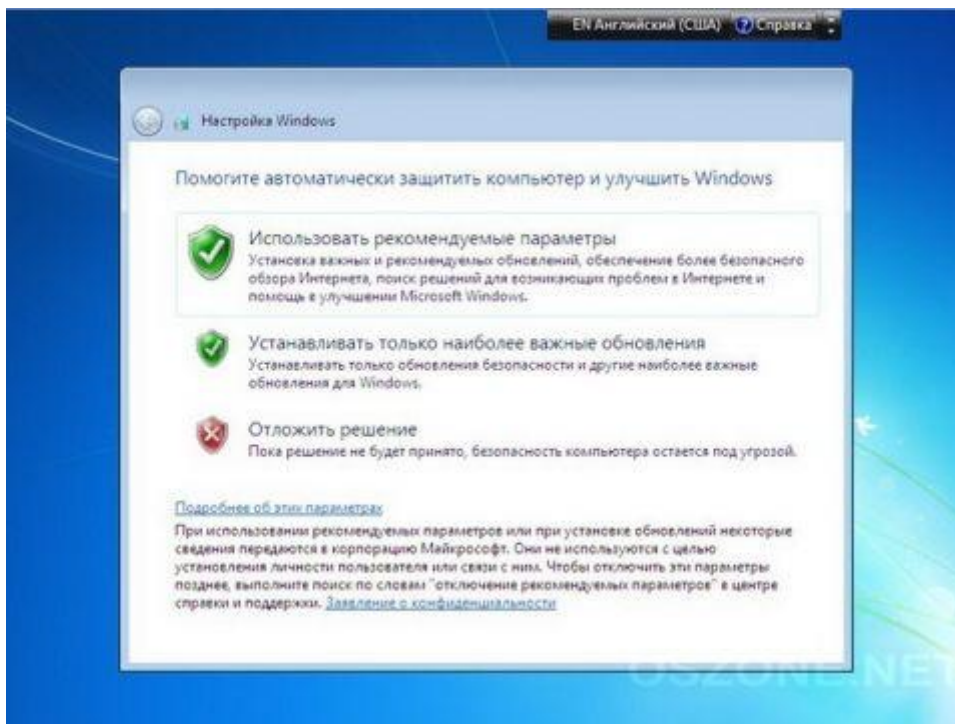 EN Английский (США) Справка
Настройка Windows
Помогите автоматически защитить компьютер и улучшить Windows
Использовать рекомендуемые параметры
Установка важных и рекомендуемых обновлений, обеспечение более безопасного
обзора Интернета, поиск решений для возникающих проблем в Интернете и
помощь в улучшении Microsoft Windows.
Устанавливать только наиболее важные обновления
Устанавливать только обновления безопасности и другие наиболее важные
обновления для Windows.
Отложить решение
Пока решение не будет принято, безопасность компьютера остается под угрозой.
Подробнее об этих параметрах
При использовании рекомендуемых параметров или при установке обновлений некоторые
сведения передаются в корпорацию Майкрософт. Они не используются с целью
установления личности пользователя или связи с ним. Чтобы отключить эти параметры
позднее, выполните поиск по словам "отключение рекомендуемых параметров" в центре
справки и поддержки. Заявление о конфиденциальности
OSZONE.NET